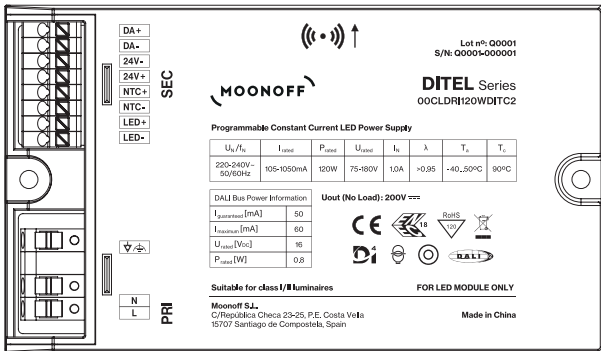 DA+
DA-
24V-
24V+
NTC+
NTC-
LED+
LED-
SEC
N
L
PRI
Lot nº: Q0001
S/N: Q0001-000001
MOONOFF
DITEL Series
00CLDRI120WDITC2
Programmable Constant Current LED Power Supply
UN/fN Irated Prated Urated IN λ Ta Tc
220-240V~ 50/60Hz 105-1050mA 120W 75-180V 1,0A >0,95 -40..50ºC 90ºC
DALI Bus Power Information
Iguaranteed [mA] 50
Imaximum [mA] 60
Urated [VDC] 16
Prated [W] 0,8
Uout (No Load): 200V
CE
18
RoHS
120
D4i
DALI
Suitable for class I/II luminaires
FOR LED MODULE ONLY
Moonoff S.L.
C/República Checa 23-25, P.E. Costa Vella
15707 Santiago de Compostela, Spain
Made in China